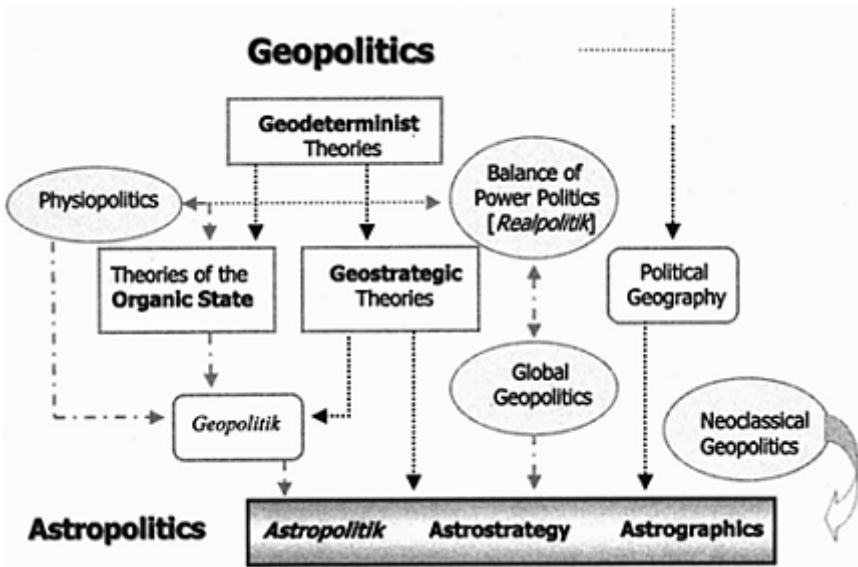 Geopolitics
Geodeterminist
Theories
Physiopolitics
Balance of
Power Politics
[Realpolitik]
Theories of the
Organic State
Geostrategic
Theories
Political
Geography
Global
Geopolitics
Geopolitik
Neoclassical
Geopolitics
Astropolitics
Astropolitik
Astrostrategy
Astrographics